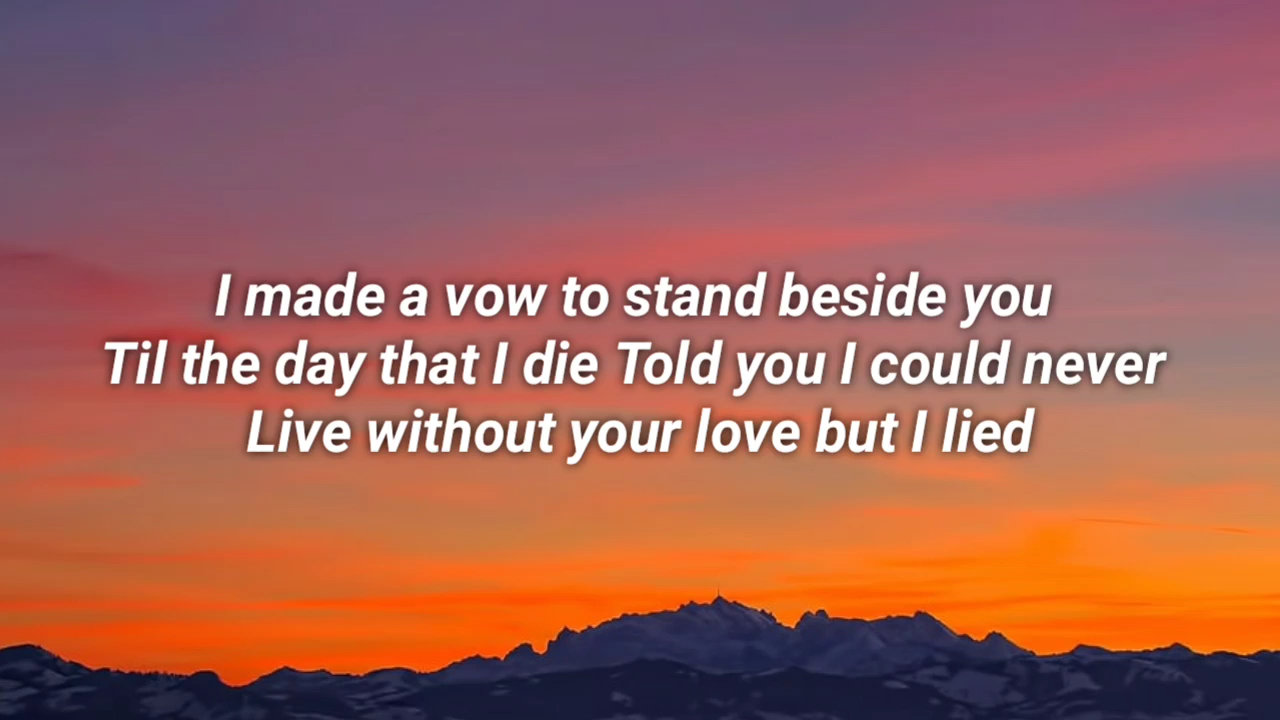 I made a vow to stand beside you
Til the day that I die Told you I could never
Live without your love but I lied